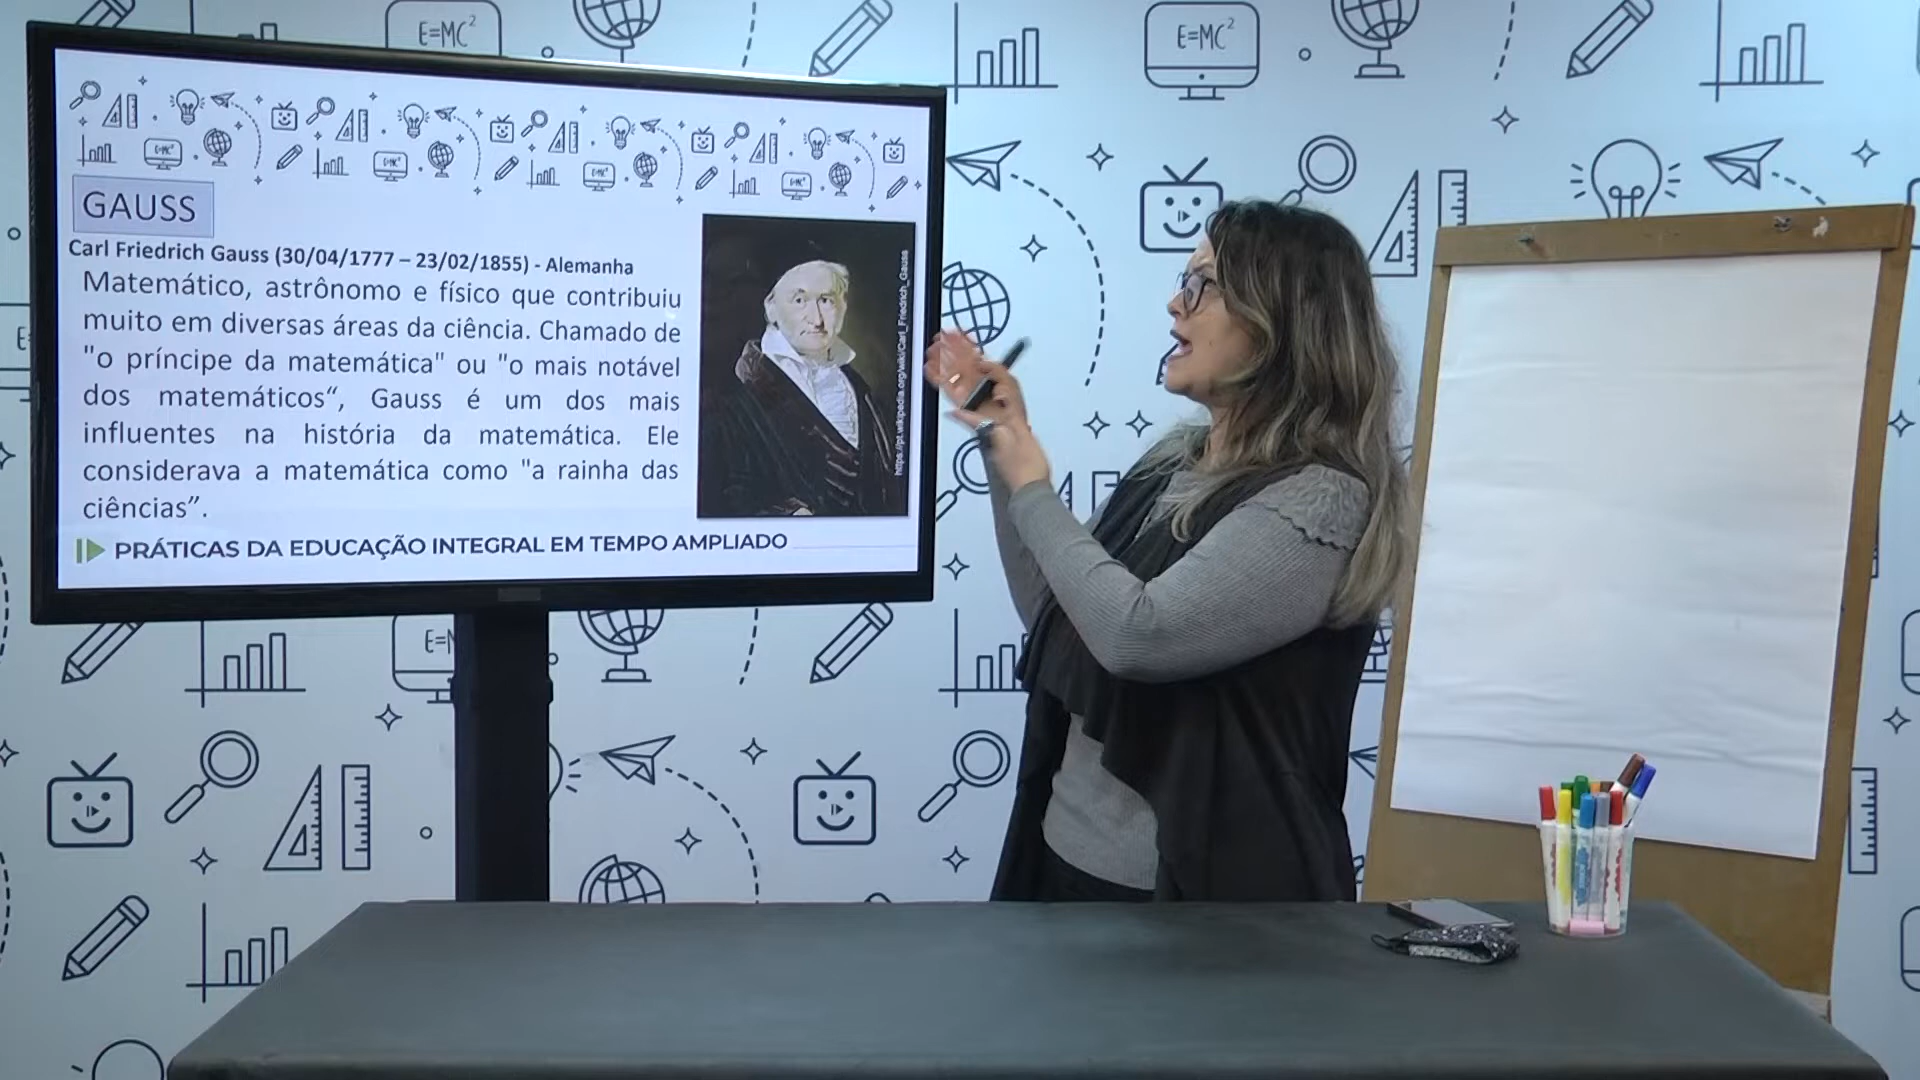 E=MC²
E=MC²
GAUSS
Carl Friedrich Gauss (30/04/1777 – 23/02/1855) - Alemanha
Matemático, astrônomo e físico que contribuiu
muito em diversas áreas da ciência. Chamado de
"o príncipe da matemática" ou "o mais notável
dos matemáticos“, Gauss é um dos mais
influentes na história da matemática. Ele
considerava a matemática como "a rainha das
ciências”.
https://pt.wikipedia.org/wiki/Carl_Friedrich_Gauss
PRÁTICAS DA EDUCAÇÃO INTEGRAL EM TEMPO AMPLIADO